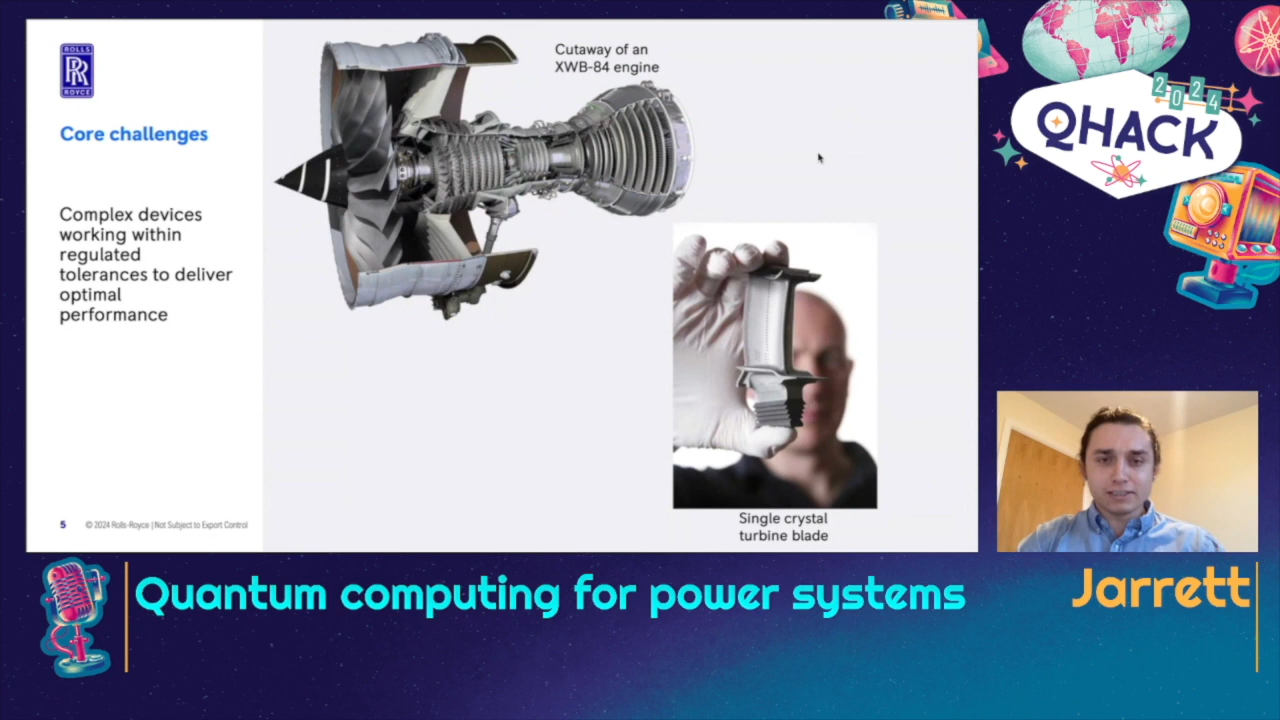 ROLLS
RR
ROYCE
Core challenges
Complex devices
working within
regulated
tolerances to deliver
optimal
performance
5
© 2024 Rolls-Royce | Not Subject to Export Control
Cutaway of an
XWB-84 engine
Single crystal
turbine blade
2024
QHACK
Quantum computing for power systems
Jarrett